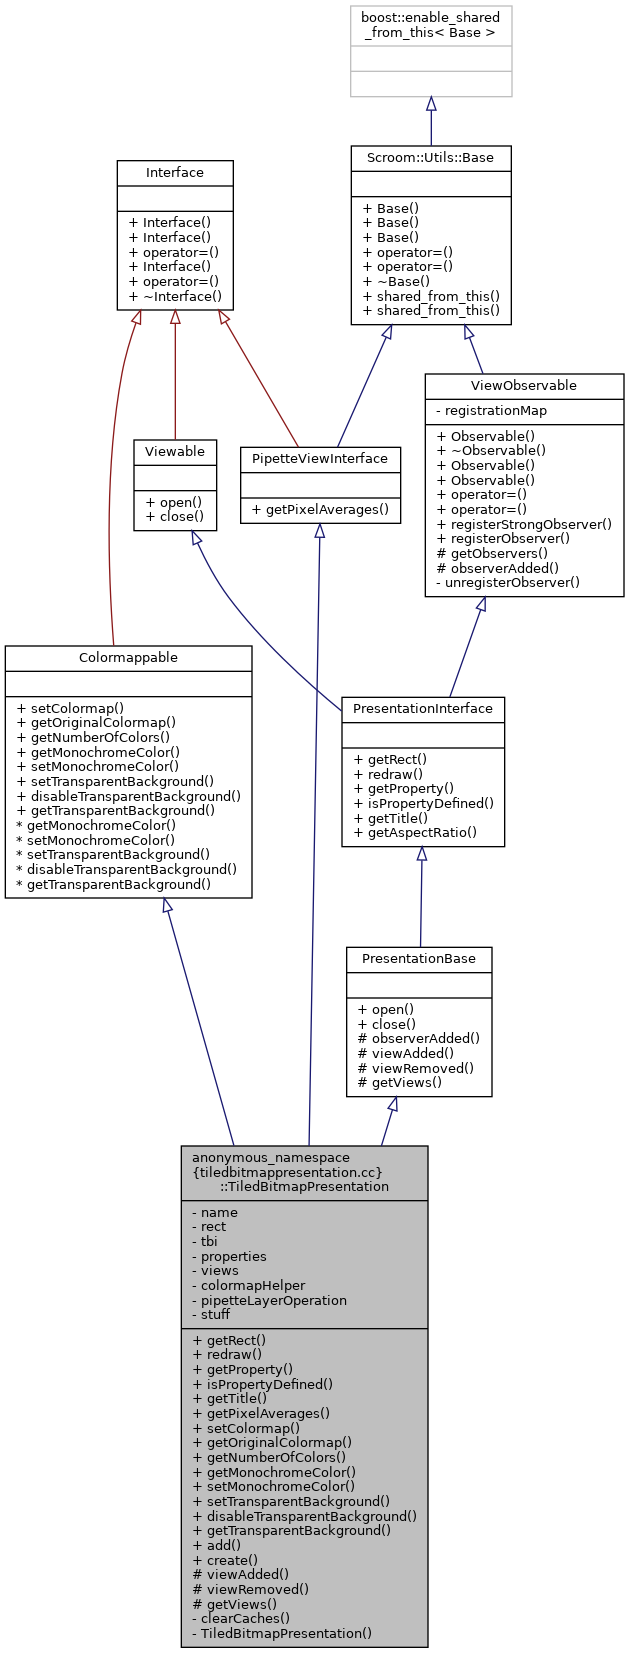 boost::enable_shared
_from_this< Base >
Interface
+ Interface()
+ Interface()
+ operator=()
+ Interface()
+ operator=()
+ ~Interface()
Scroom::Utils::Base
+ Base()
+ Base()
+ Base()
+ operator=()
+ operator=()
+ ~Base()
+ shared_from_this()
+ shared_from_this()
ViewObservable
- registrationMap
+ Observable()
+ ~Observable()
+ Observable()
+ Observable()
+ operator=()
+ operator=()
+ registerStrongObserver()
+ registerObserver()
# getObservers()
# observerAdded()
- unregisterObserver()
Viewable
+ open()
+ close()
PipetteViewInterface
+ getPixelAverages()
Colormappable
+ setColormap()
+ getOriginalColormap()
+ getNumberOfColors()
+ getMonochromeColor()
+ setMonochromeColor()
+ setTransparentBackground()
+ disableTransparentBackground()
+ getTransparentBackground()
* getMonochromeColor()
* setMonochromeColor()
* setTransparentBackground()
* disableTransparentBackground()
* getTransparentBackground()
PresentationInterface
+ getRect()
+ redraw()
+ getProperty()
+ isPropertyDefined()
+ getTitle()
+ getAspectRatio()
PresentationBase
+ open()
+ close()
# observerAdded()
# viewAdded()
# viewRemoved()
# getViews()
anonymous_namespace
{tiledbitmappresentation.cc}
::TiledBitmapPresentation
- name
- rect
- tbi
- properties
- views
- colormapHelper
- pipetteLayerOperation
- stuff
+ getRect()
+ redraw()
+ getProperty()
+ isPropertyDefined()
+ getTitle()
+ getPixelAverages()
+ setColormap()
+ getOriginalColormap()
+ getNumberOfColors()
+ getMonochromeColor()
+ setMonochromeColor()
+ setTransparentBackground()
+ disableTransparentBackground()
+ getTransparentBackground()
+ add()
+ create()
# viewAdded()
# viewRemoved()
# getViews()
- clearCaches()
- TiledBitmapPresentation()